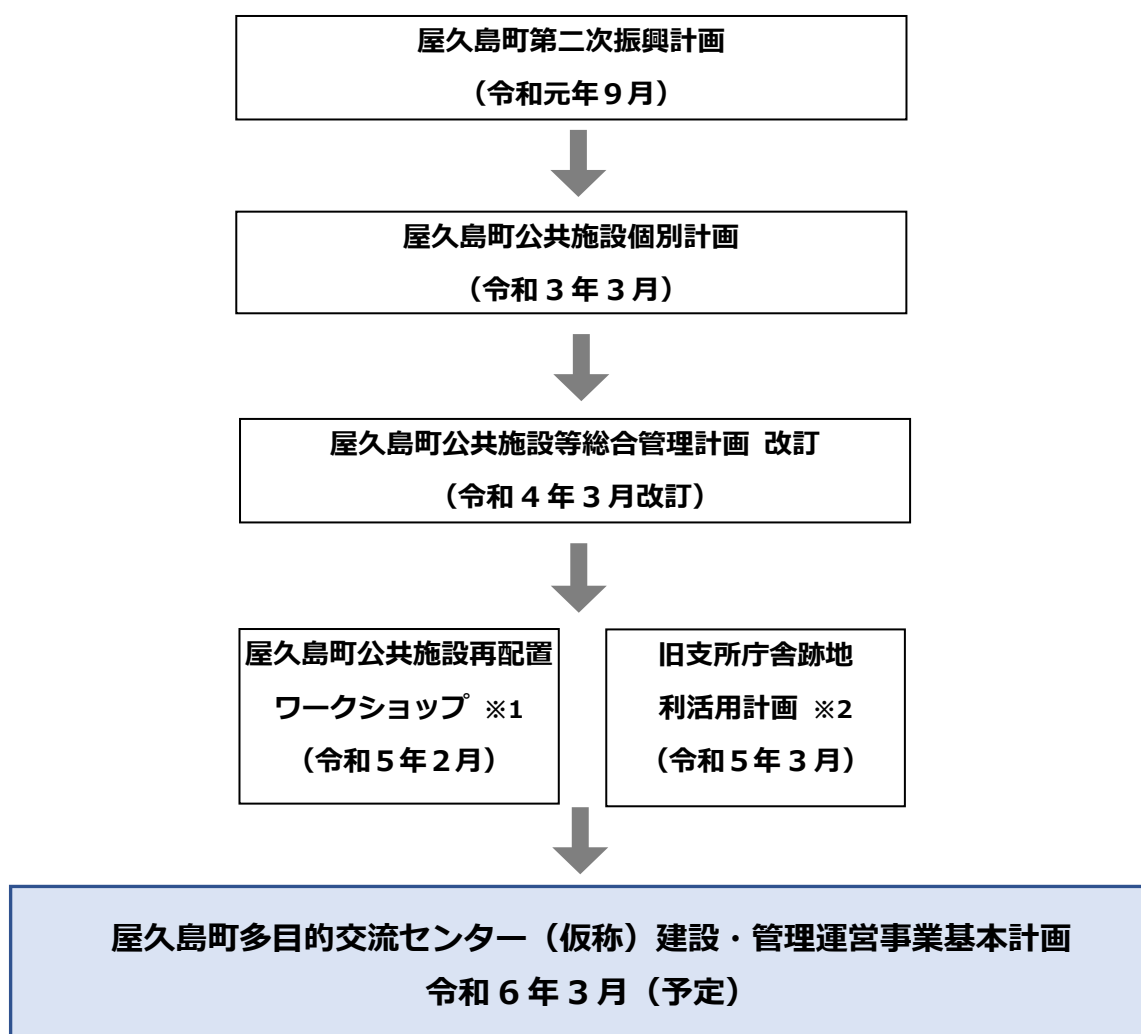 屋久島町第二次振興計画
（令和元年９月）
屋久島町公共施設個別計画
（令和３年３月）
屋久島町公共施設等総合管理計画 改訂
（令和４年３月改訂）
屋久島町公共施設再配置
ワークショップ ※1
（令和５年２月）
旧支所庁舎跡地
利活用計画 ※2
（令和５年３月）
屋久島町多目的交流センター（仮称）建設・管理運営事業基本計画
令和６年３月（予定）